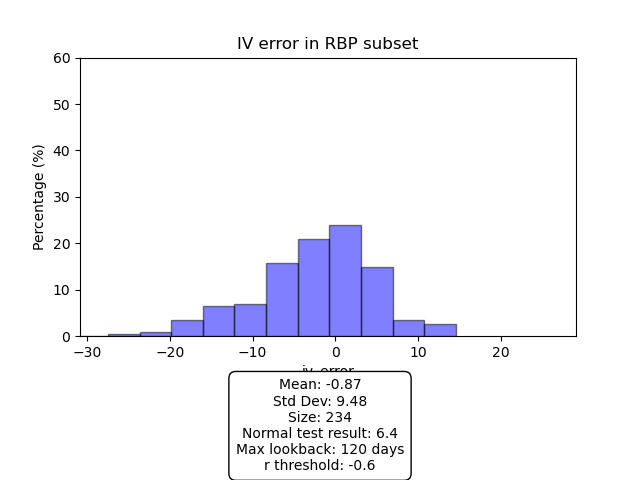 IV error in RBP subset
60
50
40
30
20
10
0
Percentage (%)
−30
−20
−10
0
10
20
iv_error
Mean: -0.87
Std Dev: 9.48
Size: 234
Normal test result: 6.4
Max lookback: 120 days
r threshold: -0.6